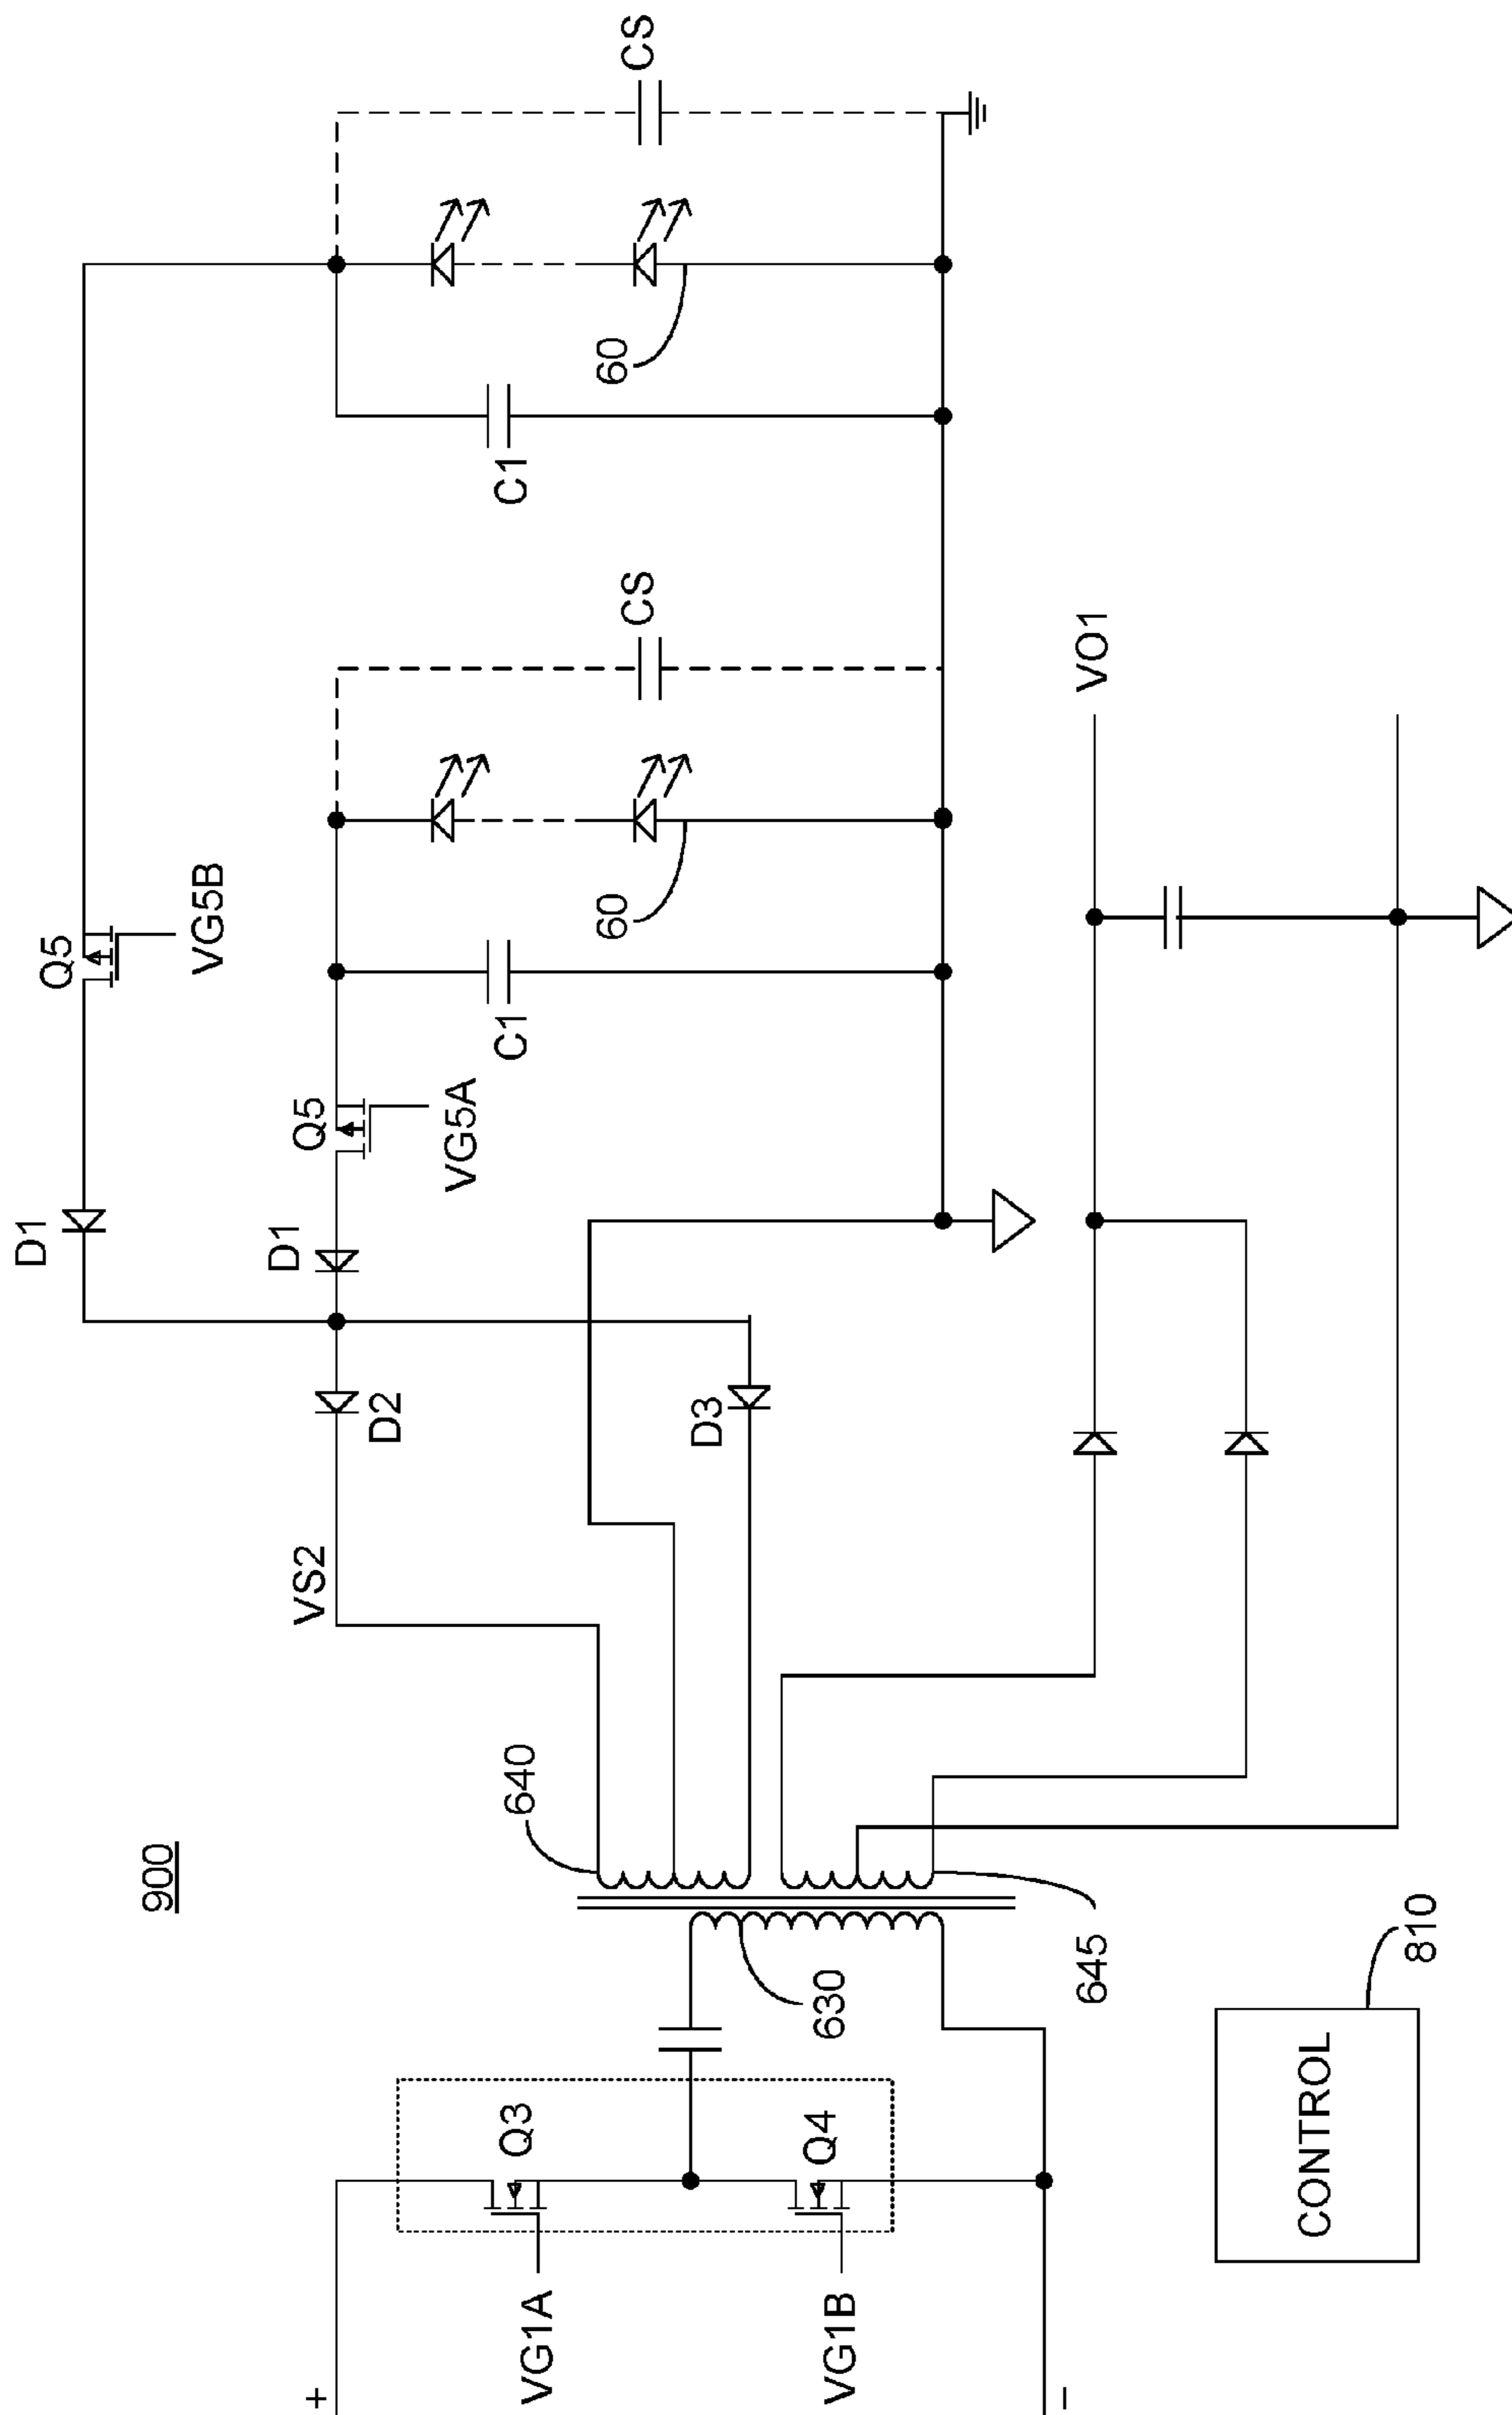 900
+
VG1A
Q3
VG1B
Q4
−
630
640
645
CONTROL
810
VS2
D2
D3
D1
D1
Q5
VG5A
Q5
VG5B
C1
60
CS
C1
60
CS
VO1